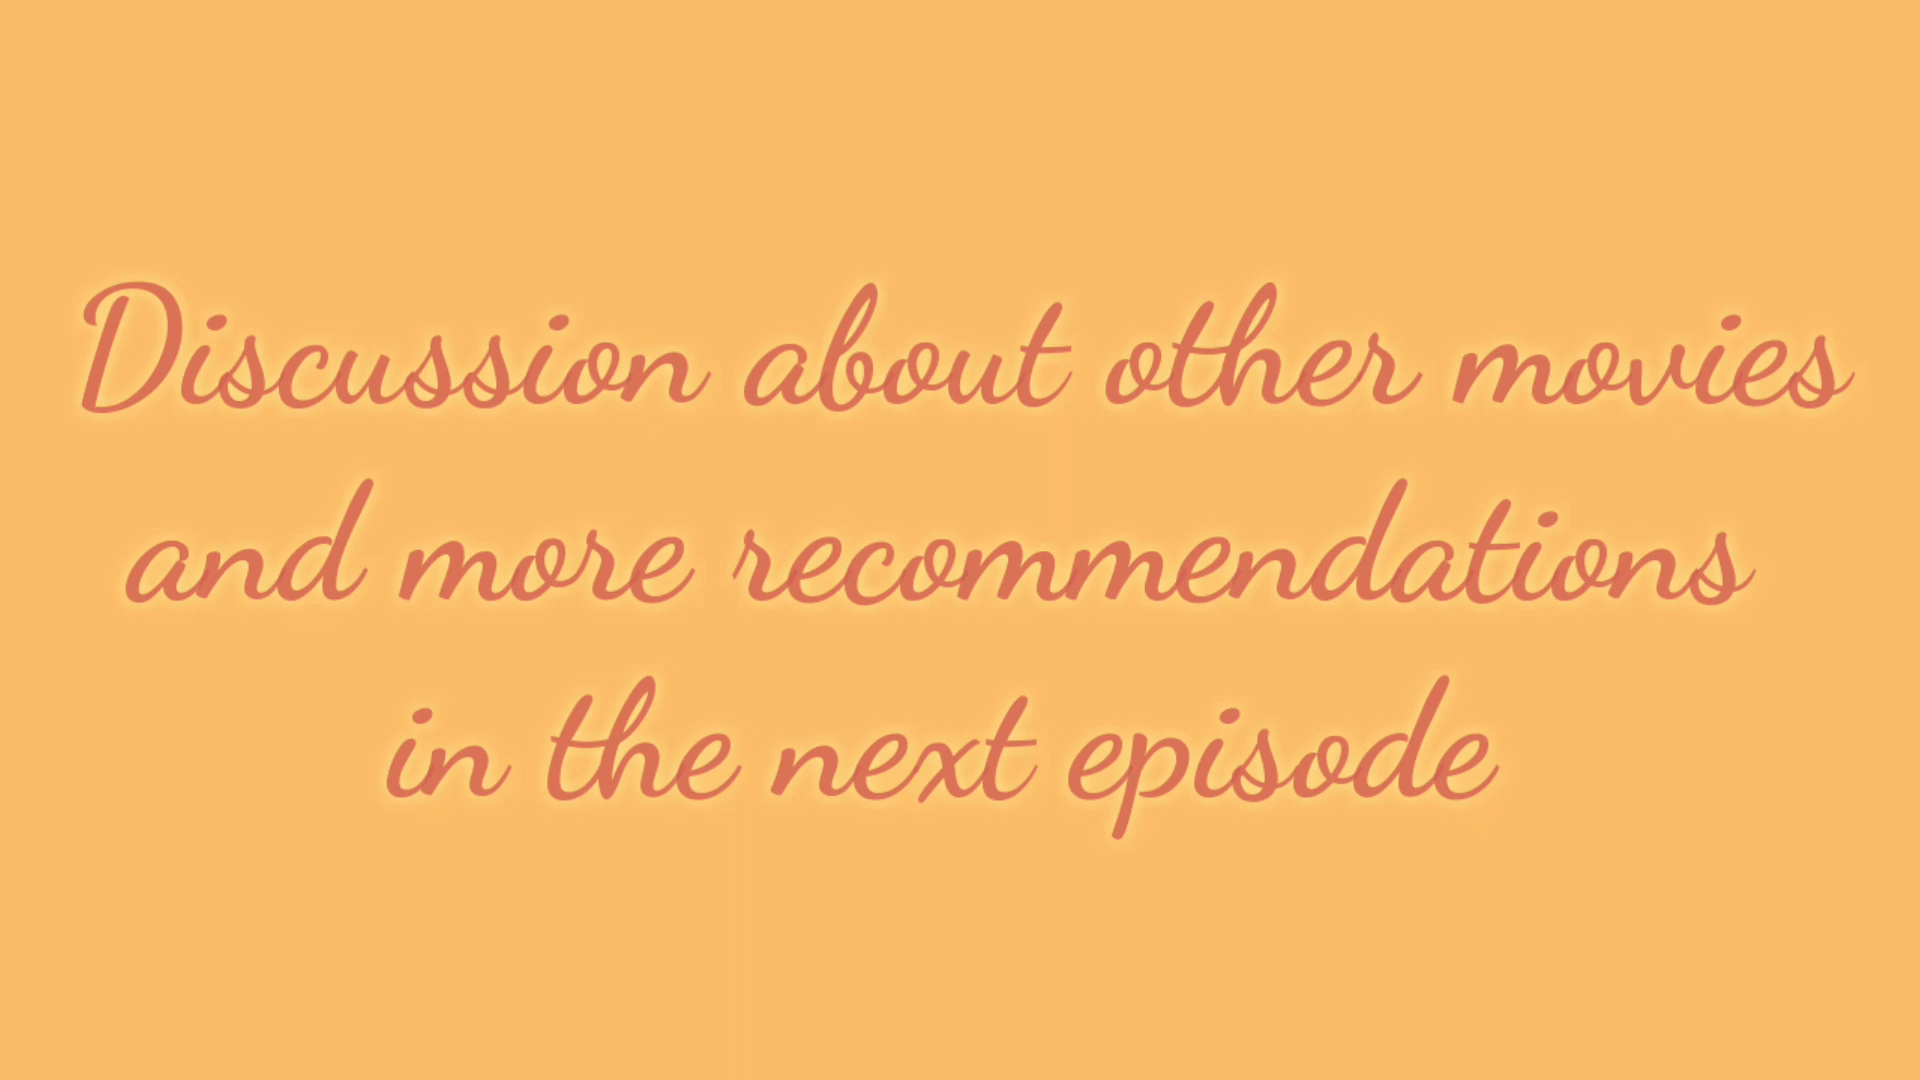 Discussion about other movies
and more recommendations
in the next episode